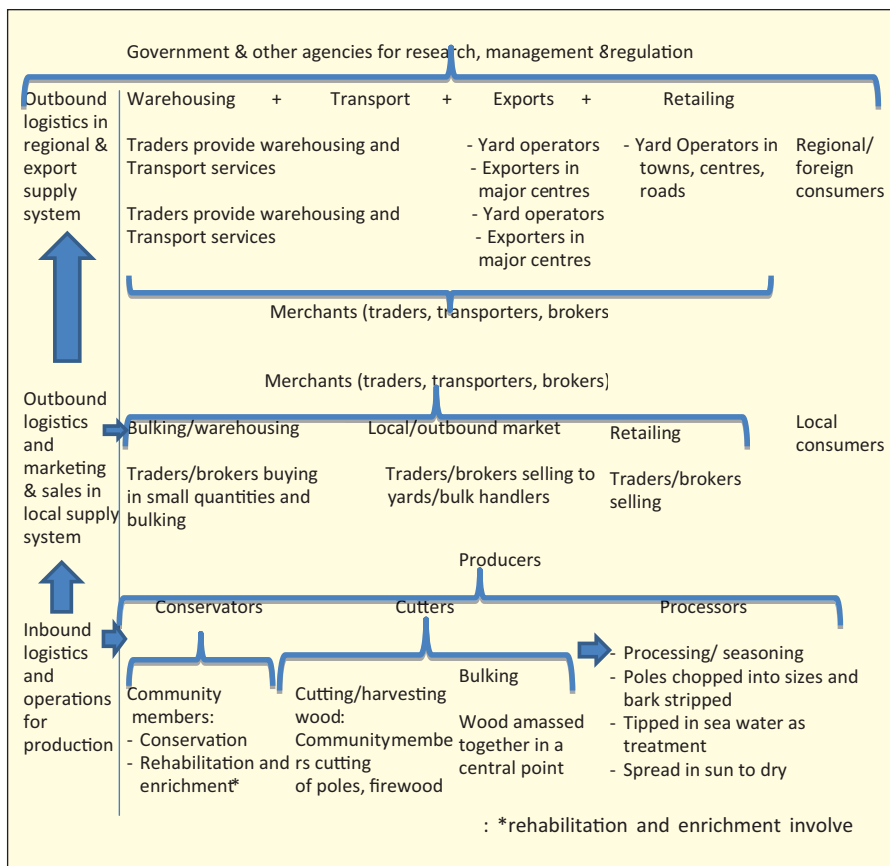 Government & other agencies for research, management &regulation
Outbound
logistics in
regional &
export
supply
system
Warehousing + Transport + Exports + Retailing
Traders provide warehousing and
Transport services
Traders provide warehousing and
Transport services
- Yard operators
- Exporters in
major centres
- Yard operators
- Exporters in
major centres
- Yard Operators in
towns, centres,
roads
Regional/
foreign
consumers
Merchants (traders, transporters, brokers
Merchants (traders, transporters, brokers)
Outbound
logistics
and
marketing
& sales in
local supply
system
Bulking/warehousing
Traders/brokers buying
in small quantities and
bulking
Local/outbound market
Traders/brokers selling to
yards/bulk handlers
Retailing
Traders/brokers
selling
Local
consumers
Producers
Inbound
logistics
and
operations
for
production
Conservators
Community
members:
- Conservation
- Rehabilitation and
enrichment*
Cutters
Cutting/harvesting
wood:
Communitymembe
rs cutting
of poles, firewood
Bulking
Wood amassed
together in a
central point
Processors
- Processing/ seasoning
- Poles chopped into sizes and
bark stripped
- Tipped in sea water as
treatment
- Spread in sun to dry
: *rehabilitation and enrichment involve